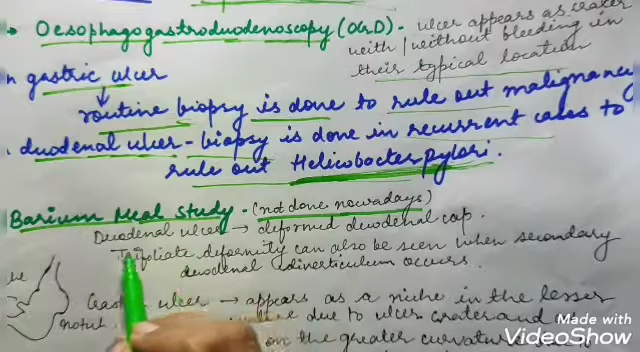 Oesophagogastroduodenoscopy (OGD) - ulcer appears as crater
with/without bleeding in
their typical location
gastric ulcer
routine biopsy is done to rule out malignancy
duodenal ulcer - biopsy is done in recurrent cases to
rule out Helicobacter pylori.
Barium Meal Study - (not done nowadays)
Duodenal ulcer → deformed duodenal cap.
Trifoliate deformity can also be seen when secondary
duodenal diverticulum occurs.
ulcer → appears as a niche in the lesser
due to ulcer crater and
on the greater curvature
Made with
VideoShow